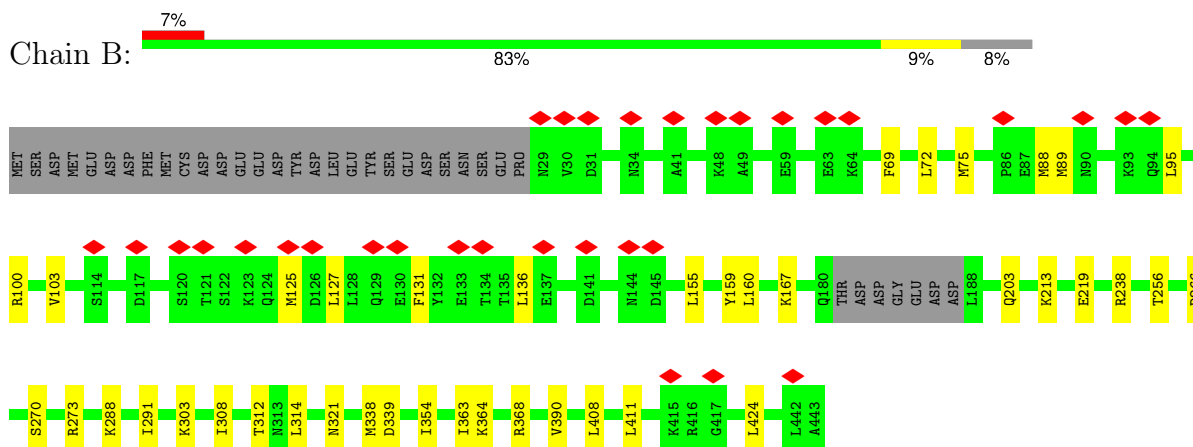 7%
Chain B:
83% 9% 8%
MET SER ASP MET GLU ASP ASP PHE MET CYS ASP ASP GLU GLU ASP TYR ASP LEU GLU TYR SER GLU ASP SER ASN SER GLU PRO N29 V30 D31 N34 A41 K48 A49 E59 E63 K64 F69 L72 M75 P86 E87 M88 M89 N90 K93 Q94 L95
R100 V103 S114 D117 S120 T121 S122 K123 Q124 M125 D126 L127 L128 Q129 E130 F131 Y132 E133 T134 T135 L136 E137 D141 N144 D145 L155 Y159 L160 K167 Q180 THR ASP ASP GLY GLU ASP ASP L188 Q203 K213 E219 R238 T256
S270 R273 K288 I291 K303 I308 T312 N313 L314 N321 M338 D339 I354 I363 K364 R368 V390 L408 L411 K415 R416 G417 L424 L442 A443